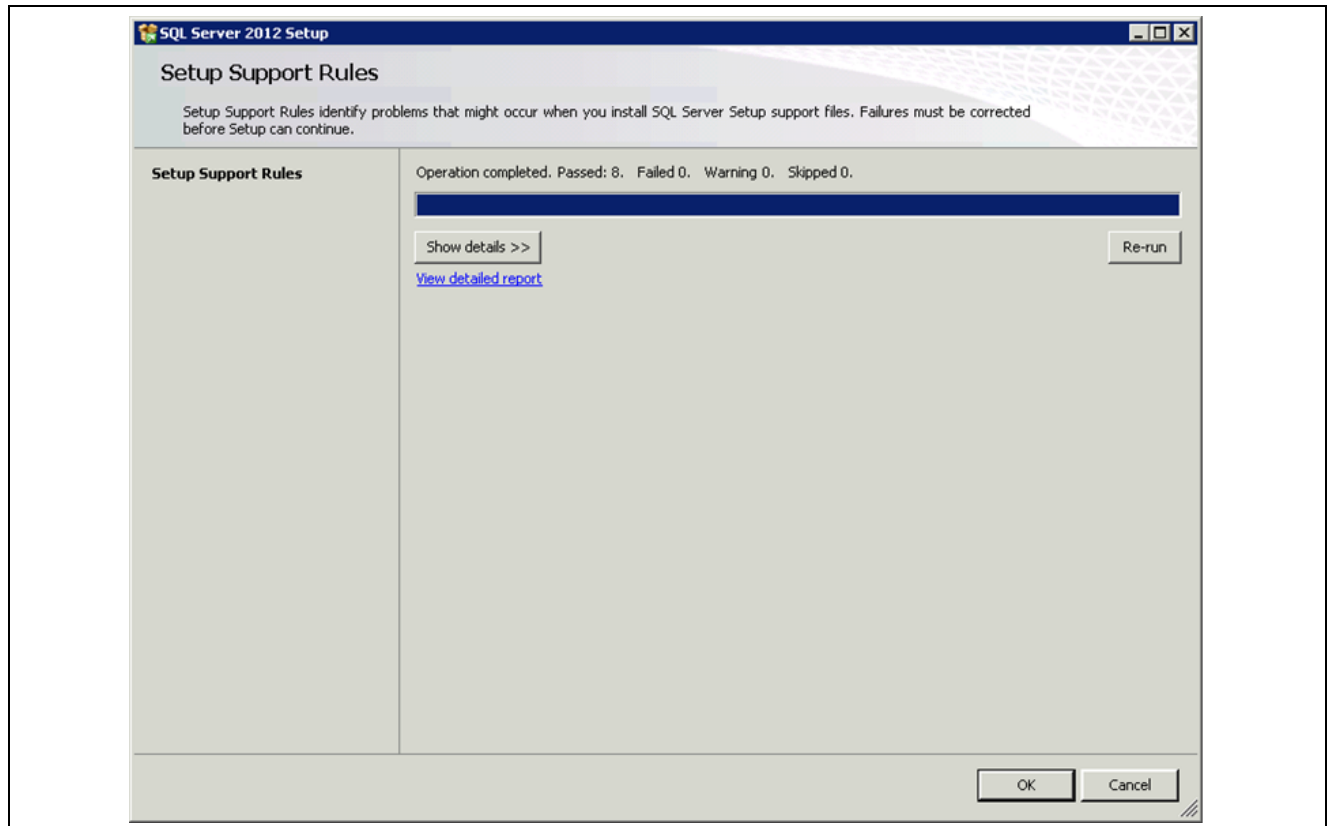 SQL Server 2012 Setup
Setup Support Rules
Setup Support Rules identify problems that might occur when you install SQL Server Setup support files. Failures must be corrected
before Setup can continue.
Setup Support Rules
Operation completed. Passed: 8. Failed 0. Warning 0. Skipped 0.
Show details >>
Re-run
View detailed report
OK
Cancel